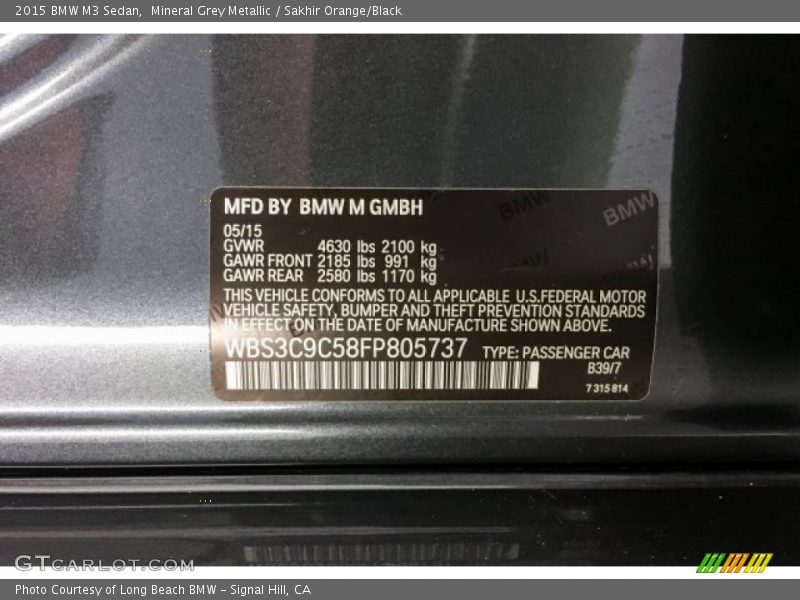 2015 BMW M3 Sedan,  Mineral Grey Metallic / Sakhir Orange/Black
BMW BMW
MFD BY BMW M GMBH
05/15
GVWR 4630 lbs 2100 kg
GAWR FRONT 2185 lbs 991 kg
GAWR REAR 2580 lbs 1170 kg
THIS VEHICLE CONFORMS TO ALL APPLICABLE U.S.FEDERAL MOTOR
VEHICLE SAFETY, BUMPER AND THEFT PREVENTION STANDARDS
IN EFFECT ON THE DATE OF MANUFACTURE SHOWN ABOVE.
WBS3C9C58FP805737 TYPE: PASSENGER CAR
B39/7
7 315 814
GTCARLOT.COM
Photo Courtesy of Long Beach BMW – Signal Hill, CA